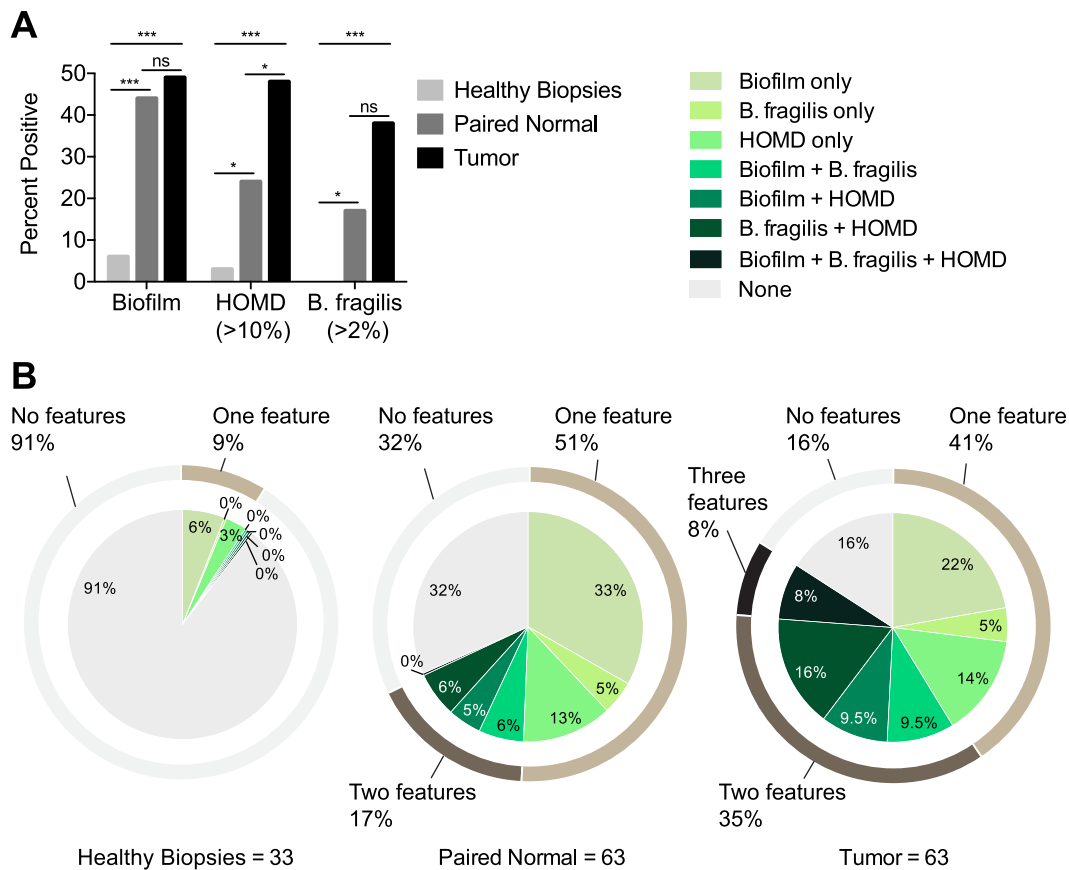 A
***
***
***
ns
***
*
*
ns
*
Percent Positive
50
40
30
20
10
0
Biofilm
HOMD
(>10%)
B. fragilis
(>2%)
Healthy Biopsies
Paired Normal
Tumor
Biofilm only
B. fragilis only
HOMD only
Biofilm + B. fragilis
Biofilm + HOMD
B. fragilis + HOMD
Biofilm + B. fragilis + HOMD
None
B
No features
91%
One feature
9%
6%
0%
3%
0%
0%
0%
0%
91%
Healthy Biopsies = 33
No features
32%
One feature
51%
33%
5%
13%
6%
5%
6%
0%
32%
Two features
17%
Paired Normal = 63
No features
16%
One feature
41%
Three
features
8%
22%
5%
14%
9.5%
9.5%
16%
8%
16%
Two features
35%
Tumor = 63